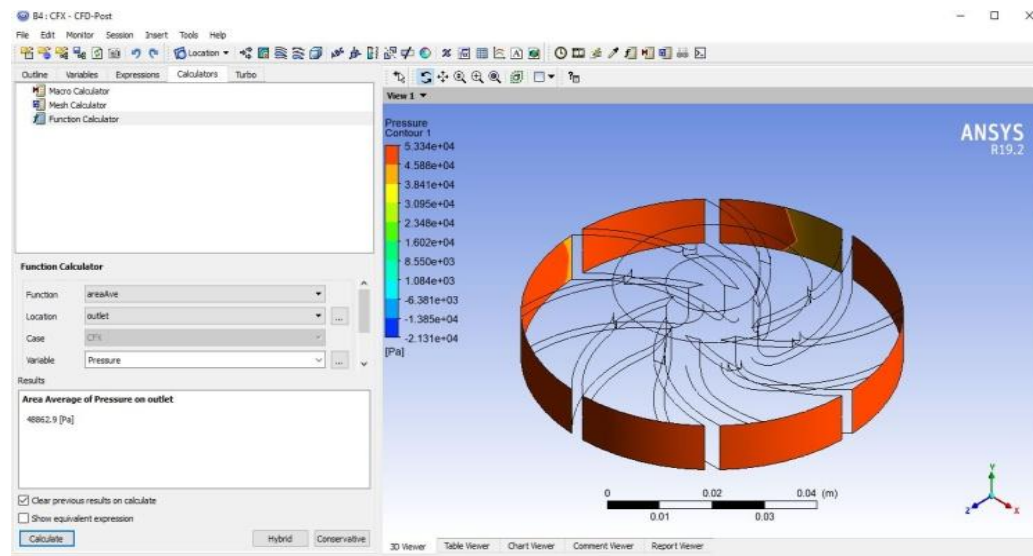 B4 : CFX - CFD-Post
File Edit Monitor Session Insert Tools Help
Location
Outline Variables Expressions Calculators Turbo
Macro Calculator
Mesh Calculator
Function Calculator
Function Calculator
Function areaAve
Location outlet ...
Case CFX
Variable Pressure ...
Results
Area Average of Pressure on outlet
48862.9 [Pa]
Clear previous results on calculate
Show equivalent expression
Calculate Hybrid Conservative
View 1
Pressure
Contour 1
5.334e+04
4.588e+04
3.841e+04
3.095e+04
2.348e+04
1.602e+04
8.550e+03
1.084e+03
-6.381e+03
-1.385e+04
-2.131e+04
[Pa]
ANSYS
R19.2
0 0.02 0.04 (m)
0.01 0.03
Y
Z X
3D Viewer Table Viewer Chart Viewer Comment Viewer Report Viewer